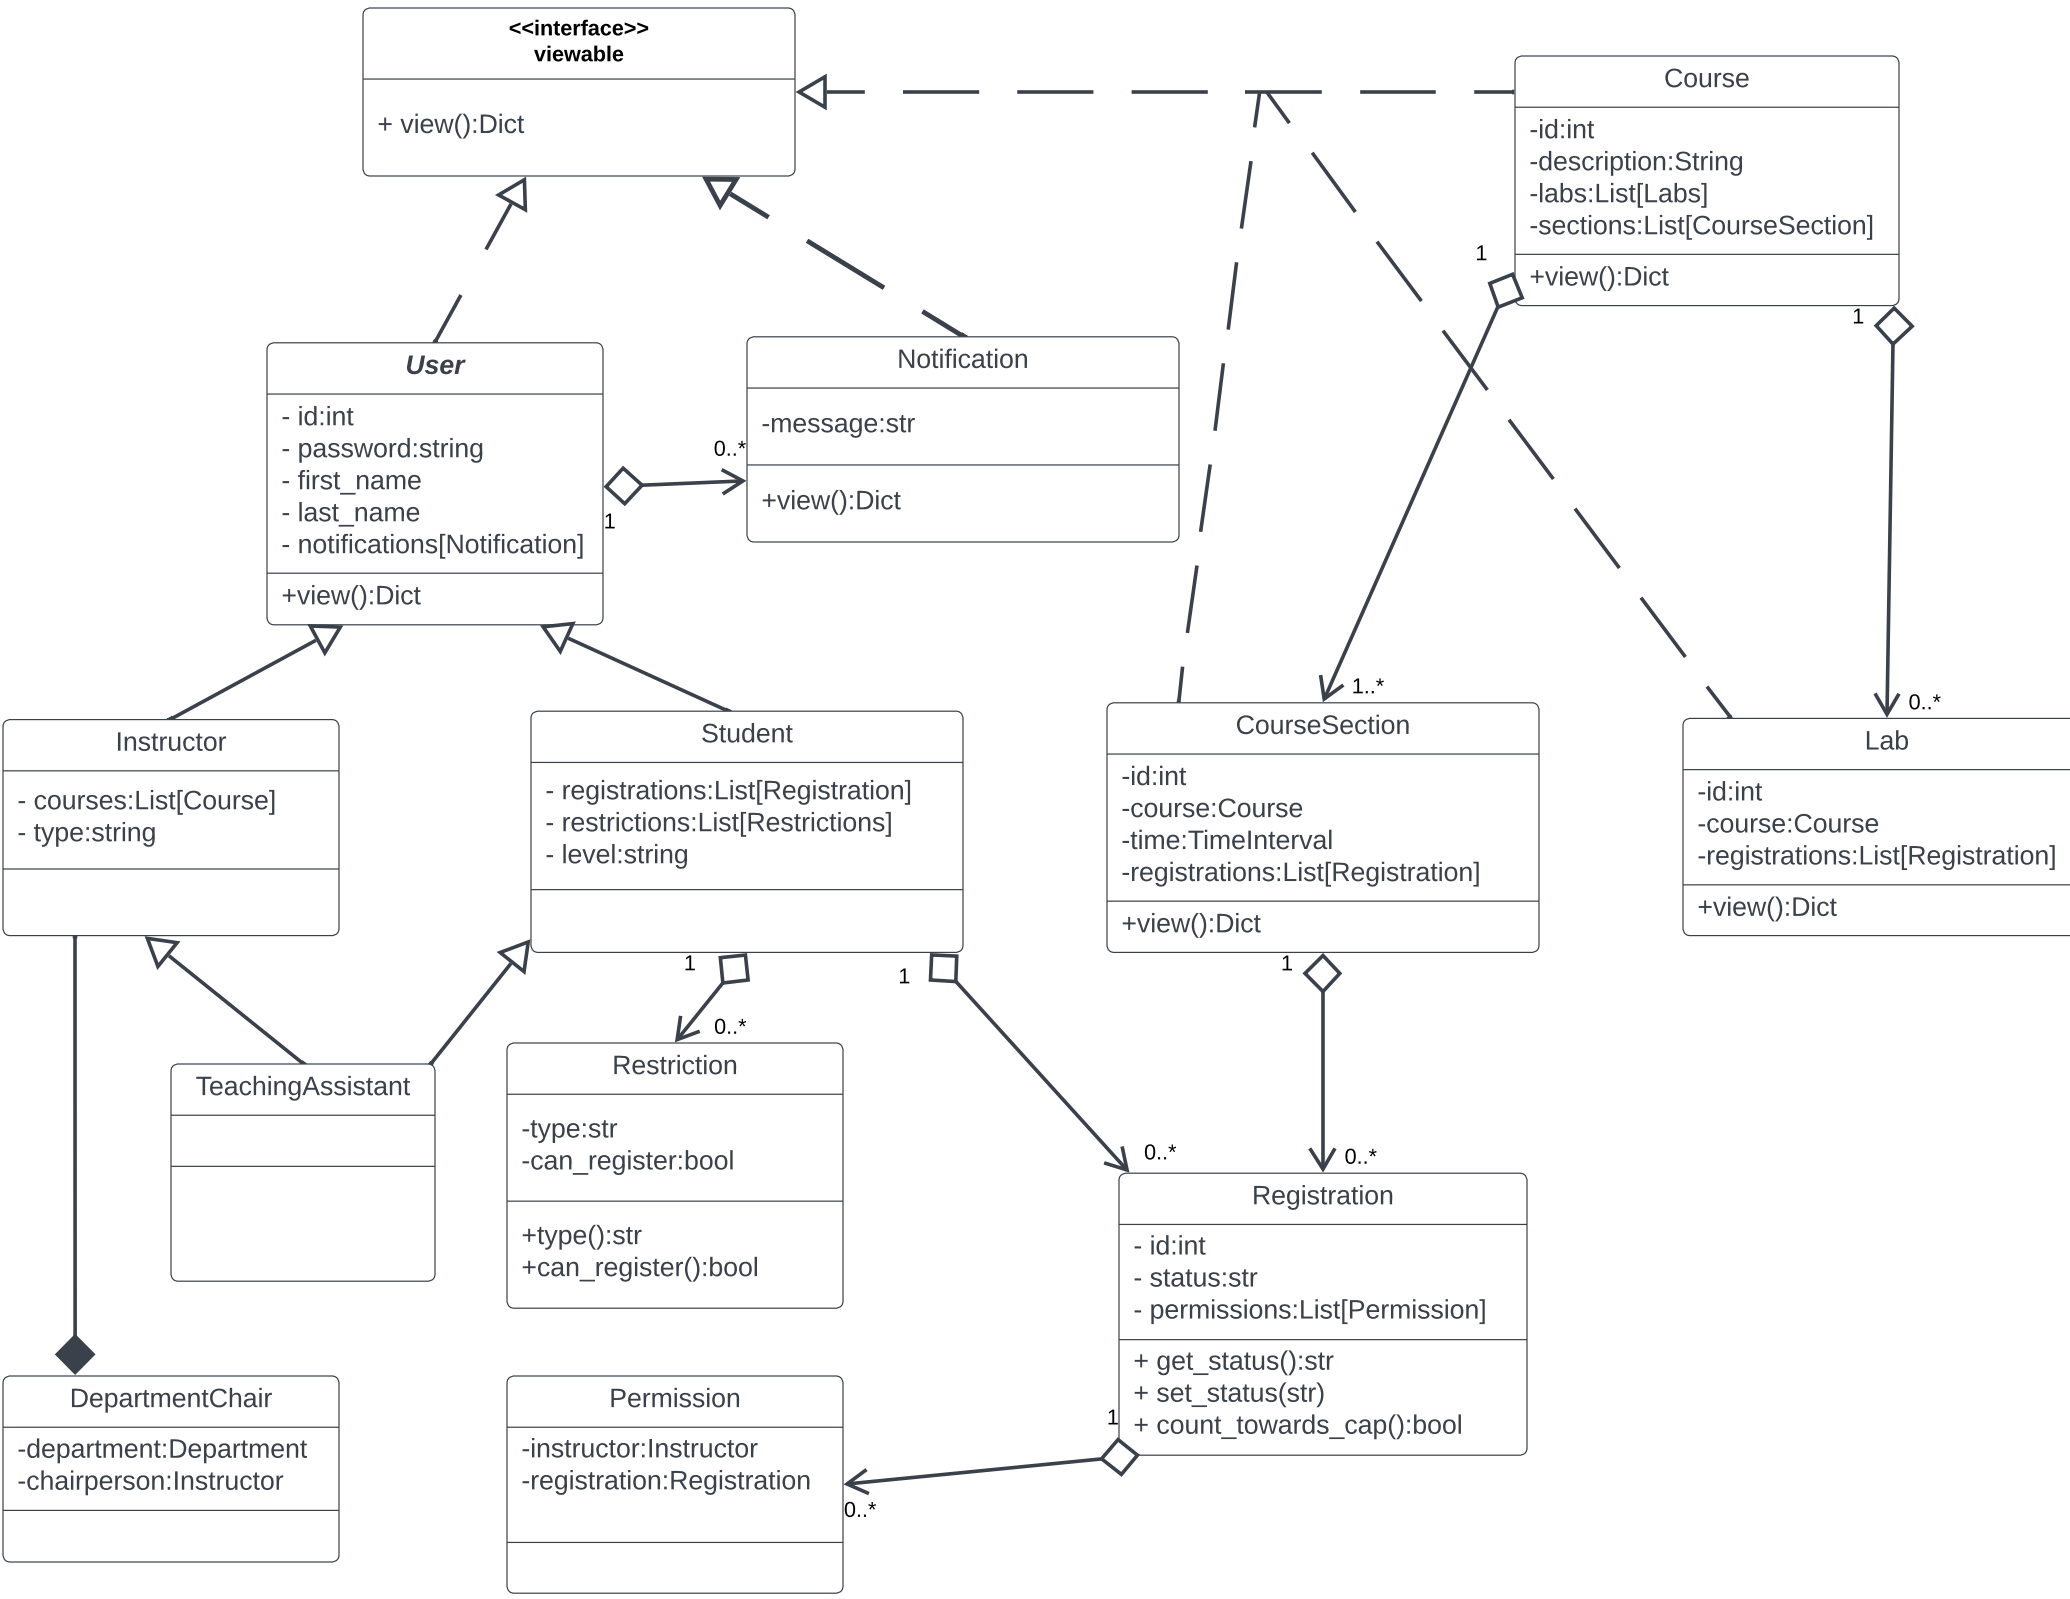 <<interface>>
viewable
+ view():Dict
Course
-id:int
-description:String
-labs:List[Labs]
-sections:List[CourseSection]
+view():Dict
1
1
User
- id:int
- password:string
- first_name
- last_name
- notifications[Notification]
+view():Dict
0..*
1
Notification
-message:str
+view():Dict
Instructor
- courses:List[Course]
- type:string
Student
- registrations:List[Registration]
- restrictions:List[Restrictions]
- level:string
1
1
1..*
CourseSection
-id:int
-course:Course
-time:TimeInterval
-registrations:List[Registration]
+view():Dict
1
0..*
Lab
-id:int
-course:Course
-registrations:List[Registration]
+view():Dict
TeachingAssistant
0..*
Restriction
-type:str
-can_register:bool
+type():str
+can_register():bool
0..*
0..*
Registration
- id:int
- status:str
- permissions:List[Permission]
+ get_status():str
+ set_status(str)
+ count_towards_cap():bool
1
DepartmentChair
-department:Department
-chairperson:Instructor
Permission
-instructor:Instructor
-registration:Registration
0..*